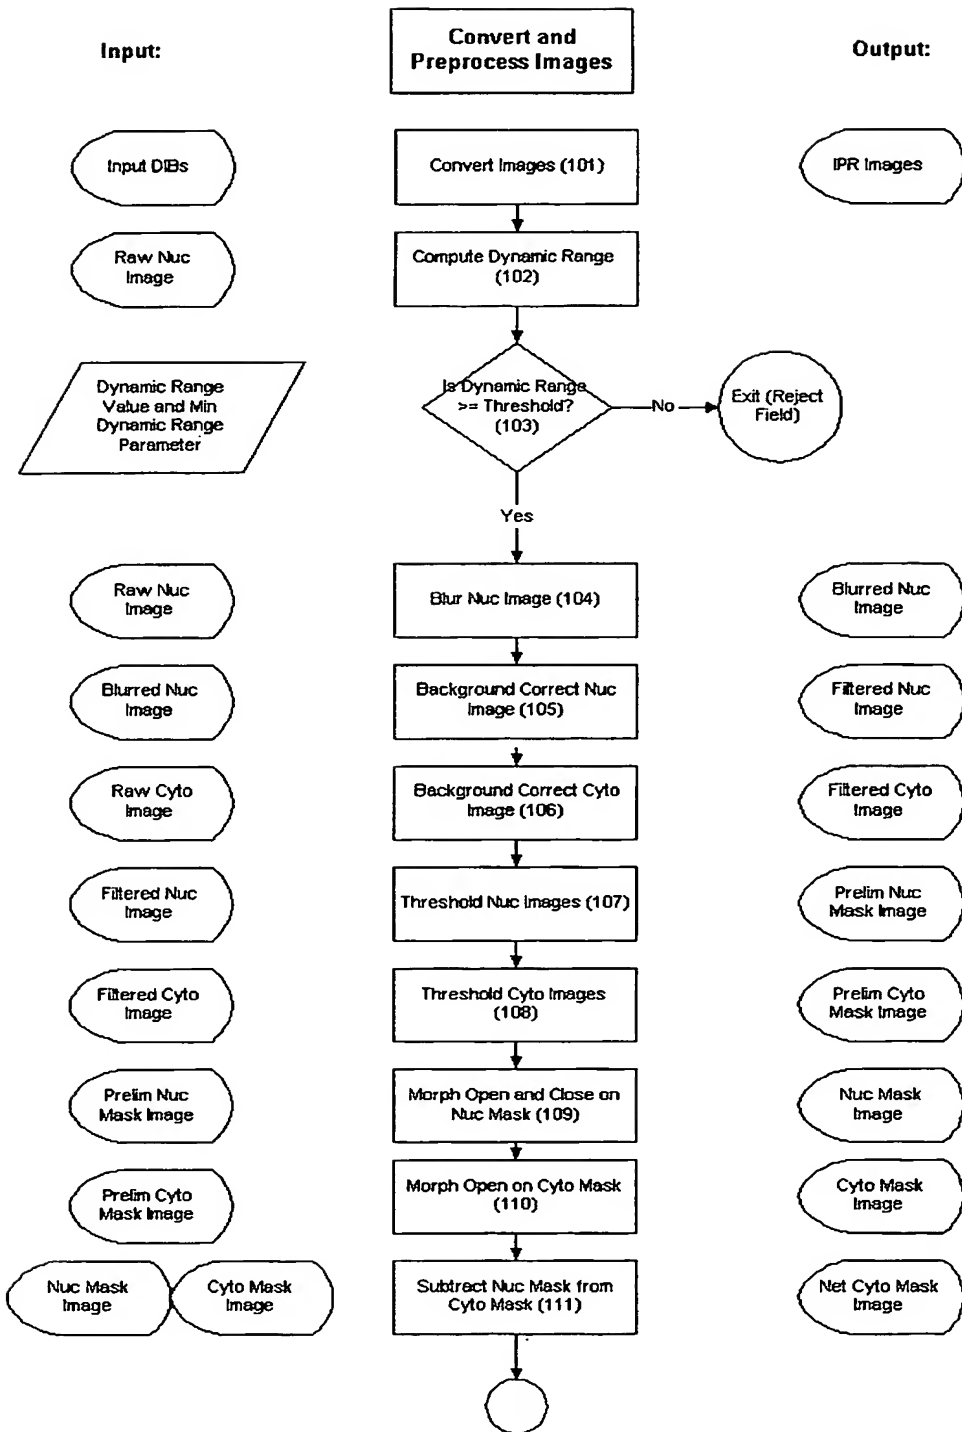 Input:
Convert and
Preprocess Images
Output:
Input DIBs
Convert Images (101)
IPR Images
Raw Nuc
Image
Compute Dynamic Range
(102)
Dynamic Range
Value and Min
Dynamic Range
Parameter
Is Dynamic Range
>= Threshold?
(103)
No
Exit (Reject
Field)
Yes
Raw Nuc
Image
Blur Nuc Image (104)
Blurred Nuc
Image
Blurred Nuc
Image
Background Correct Nuc
Image (105)
Filtered Nuc
Image
Raw Cyto
Image
Background Correct Cyto
Image (106)
Filtered Cyto
Image
Filtered Nuc
Image
Threshold Nuc Images (107)
Prelim Nuc
Mask Image
Filtered Cyto
Image
Threshold Cyto Images
(108)
Prelim Cyto
Mask Image
Prelim Nuc
Mask Image
Morph Open and Close on
Nuc Mask (109)
Nuc Mask
Image
Prelim Cyto
Mask Image
Morph Open on Cyto Mask
(110)
Cyto Mask
Image
Nuc Mask
Image
Cyto Mask
Image
Subtract Nuc Mask from
Cyto Mask (111)
Net Cyto Mask
Image